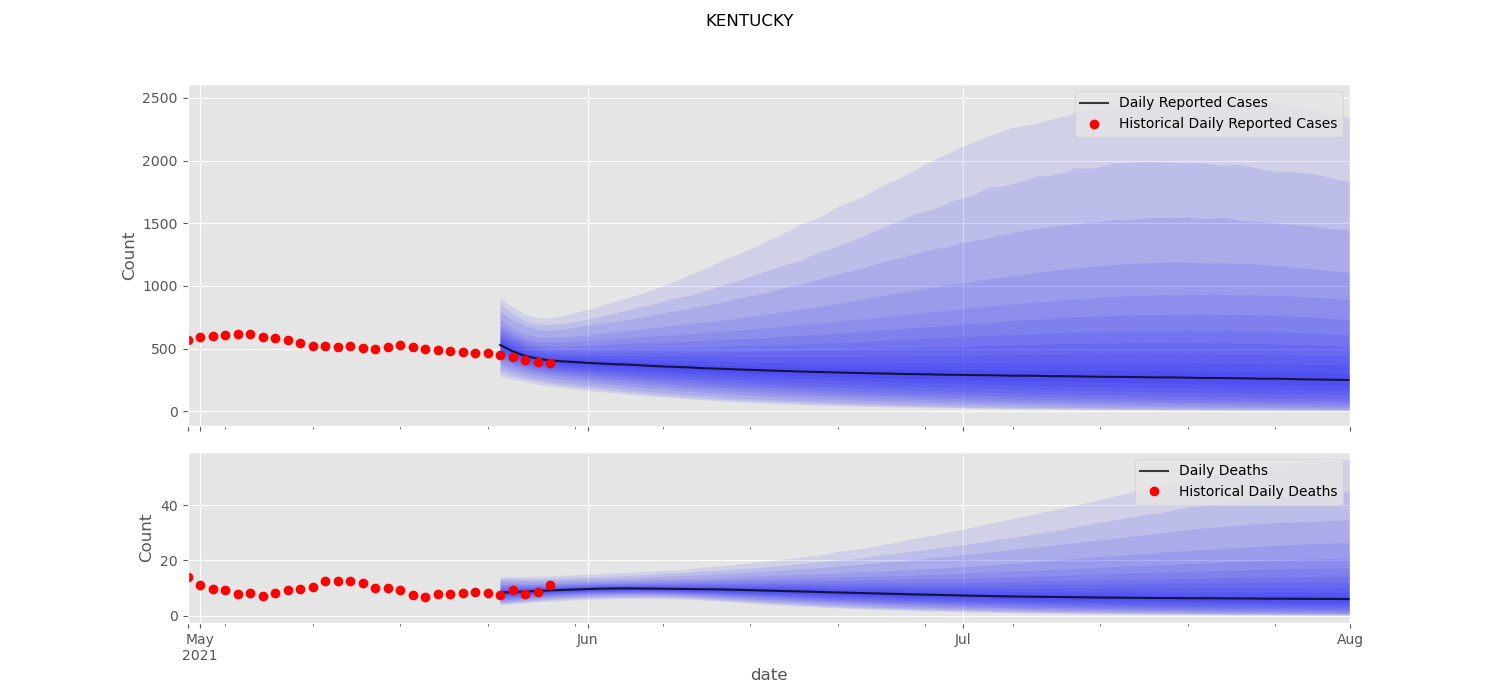 KENTUCKY
2500
2000
1500
1000
500
0
Count
Daily Reported Cases
Historical Daily Reported Cases
40
20
0
Count
Daily Deaths
Historical Daily Deaths
May Jun Jul Aug
2021
date